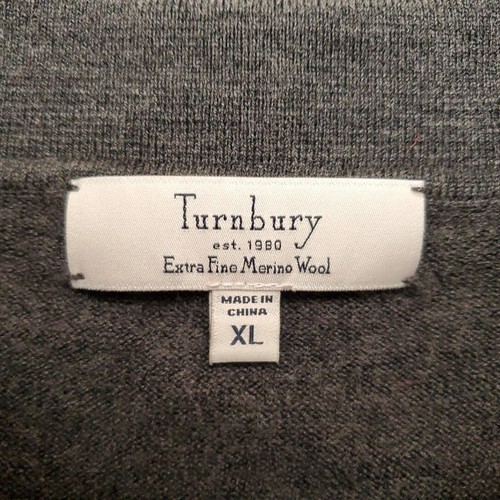 Turnbury
est. 1980
Extra Fine Merino Wool
MADE IN
CHINA
XL